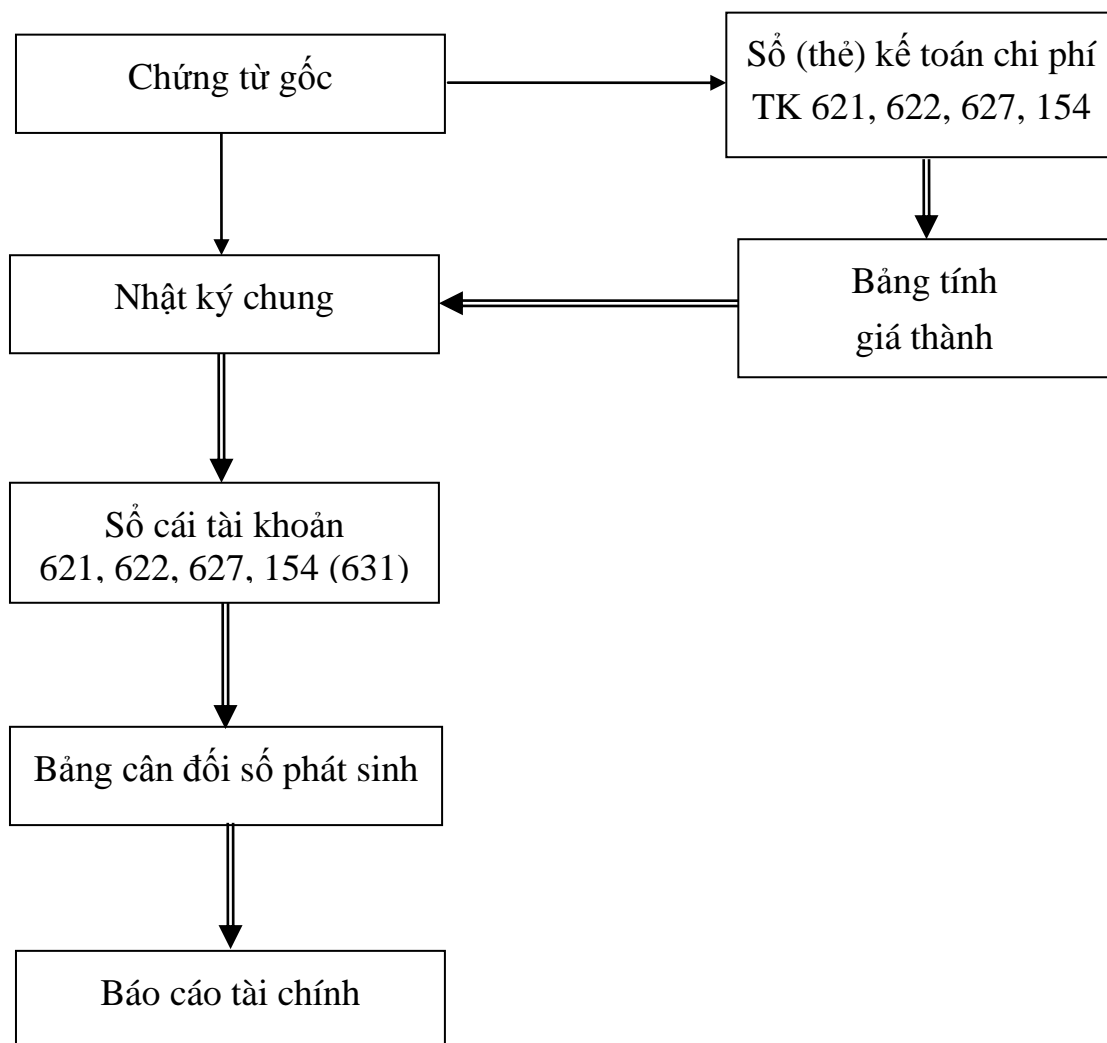 Chứng từ gốc
Sổ (thẻ) kế toán chi phí
TK 621, 622, 627, 154
Nhật ký chung
Bảng tính
giá thành
Sổ cái tài khoản
621, 622, 627, 154 (631)
Bảng cân đối số phát sinh
Báo cáo tài chính